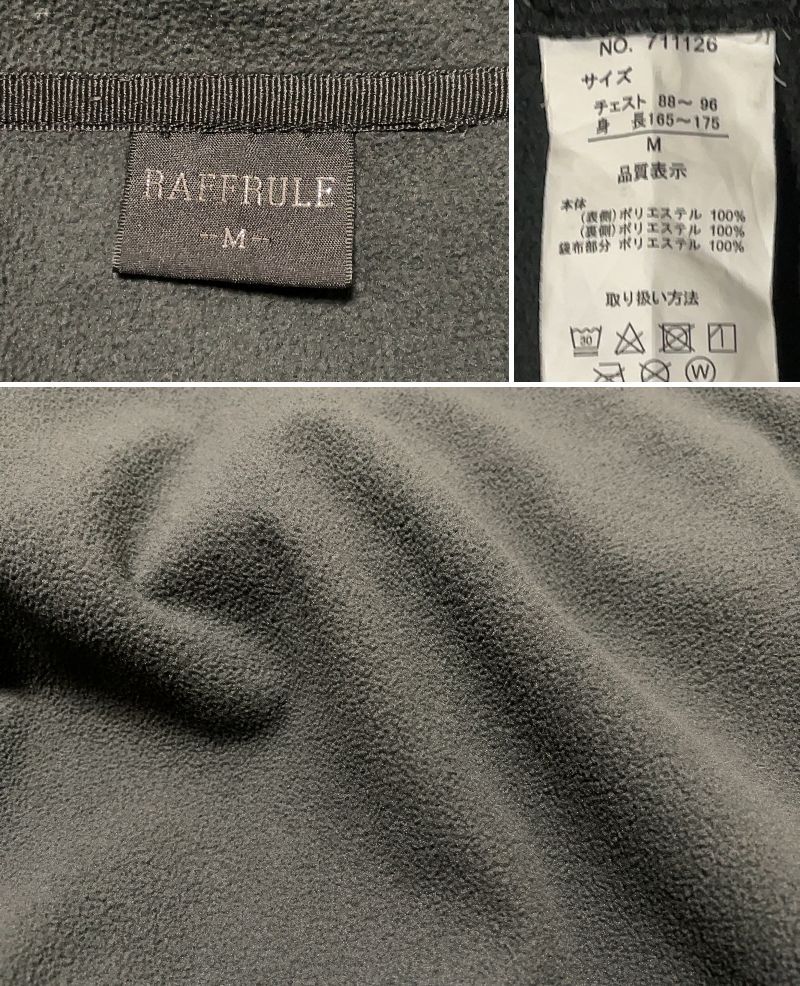 RAFFRULE
-M-
NO. 711126
サイズ
チェスト 88～96
身 長165～175
M
品質表示
本体
(表側)ポリエステル 100%
(裏側)ポリエステル 100%
袋布部分 ポリエステル 100%
取り扱い方法
30
W